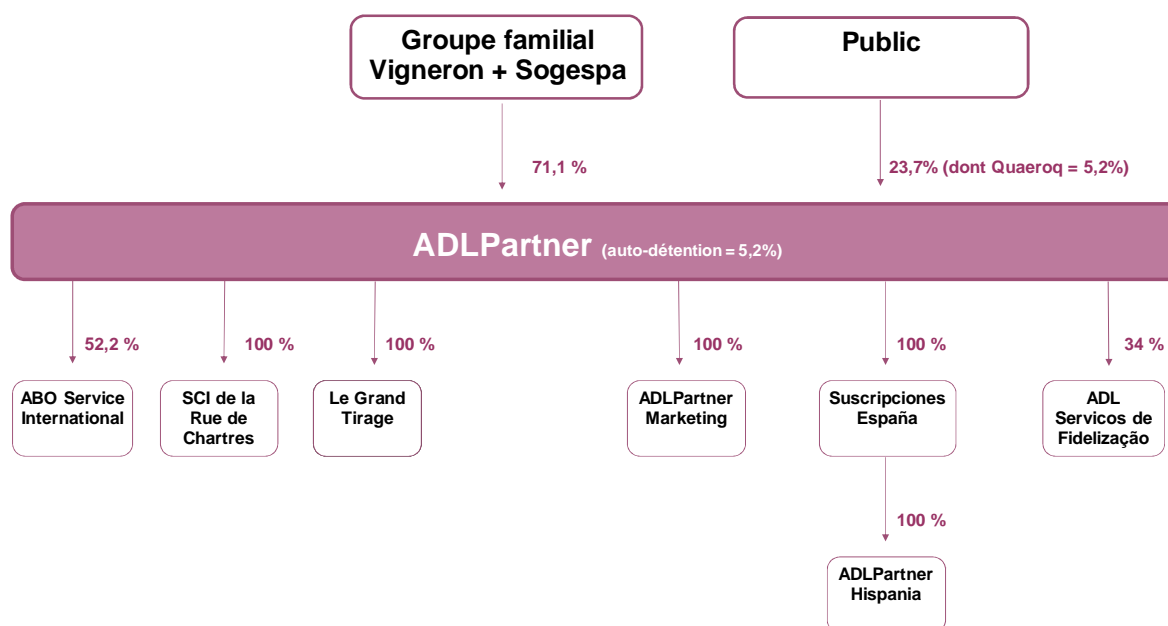 Groupe familial
Vigneron + Sogespa
Public
71,1 %
23,7% (dont Quaeroq = 5,2%)
ADLPartner (auto-détention = 5,2%)
52,2 %
100 %
100 %
100 %
100 %
34 %
ABO Service
International
SCI de la
Rue de
Chartres
Le Grand
Tirage
ADLPartner
Marketing
Suscripciones
España
ADL
Servicos de
Fidelização
100 %
ADLPartner
Hispania